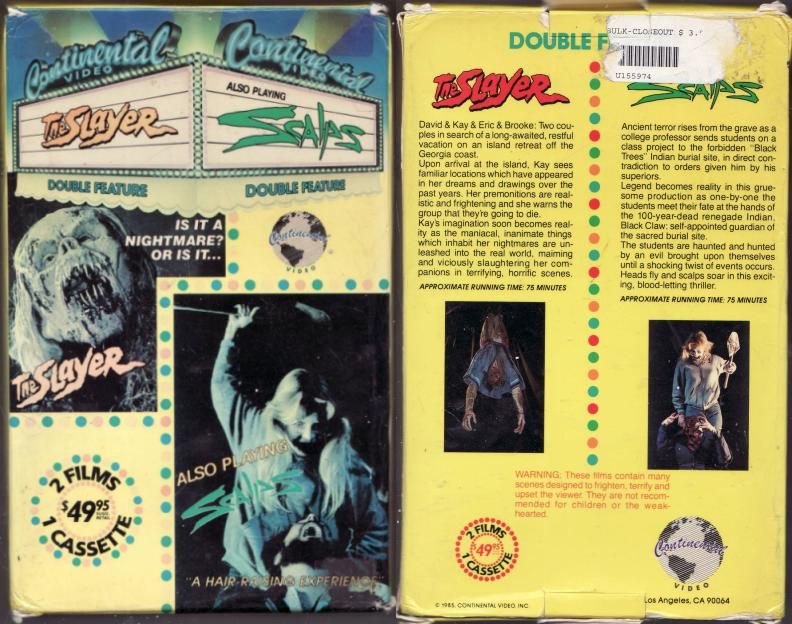 Continental
VIDEO
Continental
VIDEO
The Slayer
ALSO PLAYING
Scalps
DOUBLE FEATURE
DOUBLE FEATURE
IS IT A
NIGHTMARE?
OR IS IT...
Continental
VIDEO
The Slayer
ALSO PLAYING
Scalps
2 FILMS
$49.95
SUGG.
RETAIL
1 CASSETTE
"A HAIR-RAISING EXPERIENCE"
DOUBLE F
BULK-CLOSEOUT $ 3.
U155974
The Slayer
Scalps
David & Kay & Eric & Brooke: Two cou-
ples in search of a long-awaited, restful
vacation on an island retreat off the
Georgia coast.
Upon arrival at the island, Kay sees
familiar locations which have appeared
in her dreams and drawings over the
past years. Her premonitions are real-
istic and frightening and she warns the
group that they're going to die.
Kay's imagination soon becomes real-
ity as the maniacal, inanimate things
which inhabit her nightmares are un-
leashed into the real world, maiming
and viciously slaughtering her com-
panions in terrifying, horrific scenes.
APPROXIMATE RUNNING TIME: 75 MINUTES
Ancient terror rises from the grave as a
college professor sends students on a
class project to the forbidden "Black
Trees" Indian burial site, in direct con-
tradiction to orders given him by his
superiors.
Legend becomes reality in this grue-
some production as one-by-one the
students meet their fate at the hands of
the 100-year-dead renegade Indian,
Black Claw: self-appointed guardian of
the sacred burial site.
The students are haunted and hunted
by an evil brought upon themselves
until a shocking twist of events occurs.
Heads fly and scalps soar in this excit-
ing, blood-letting thriller.
APPROXIMATE RUNNING TIME: 75 MINUTES
WARNING: These films contain many
scenes designed to frighten, terrify and
upset the viewer. They are not recom-
mended for children or the weak-
hearted.
2 FILMS
$49.95
1 CASSETTE
Continental
VIDEO
© 1985, CONTINENTAL VIDEO, INC.
Los Angeles, CA 90064